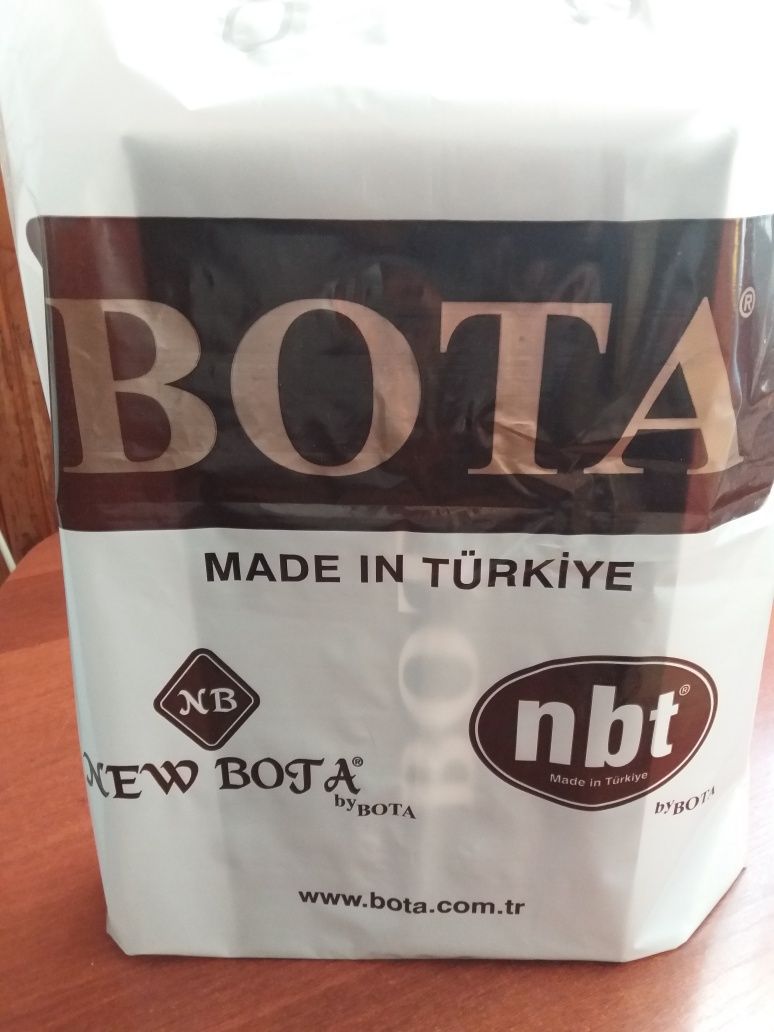 BOTA®
MADE IN TÜRKİYE
NB
NEW BOTA®
by BOTA
nbt®
Made in Türkiye
by BOTA
www.bota.com.tr